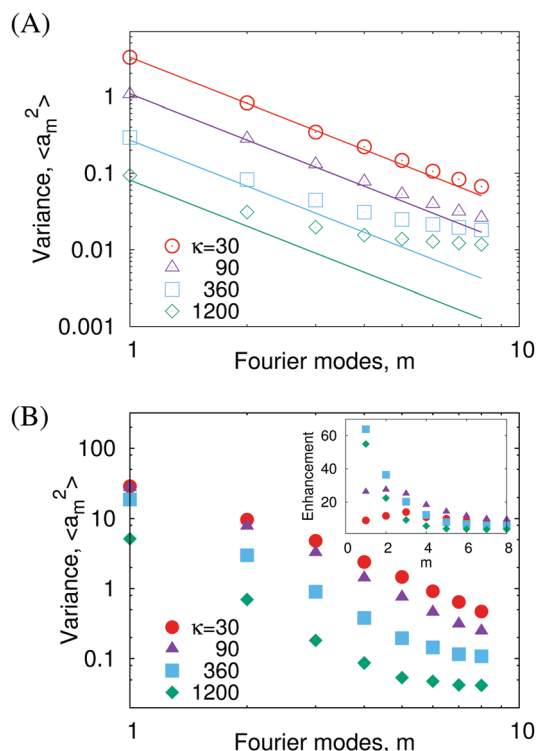 (A)
Variance, <a_m^2>
1
0.1
0.01
0.001
κ=30
90
360
1200
1
10
Fourier modes, m
(B)
Variance, <a_m^2>
100
10
1
0.1
κ=30
90
360
1200
Enhancement
60
40
20
0 2 4 6 8
m
1
10
Fourier modes, m